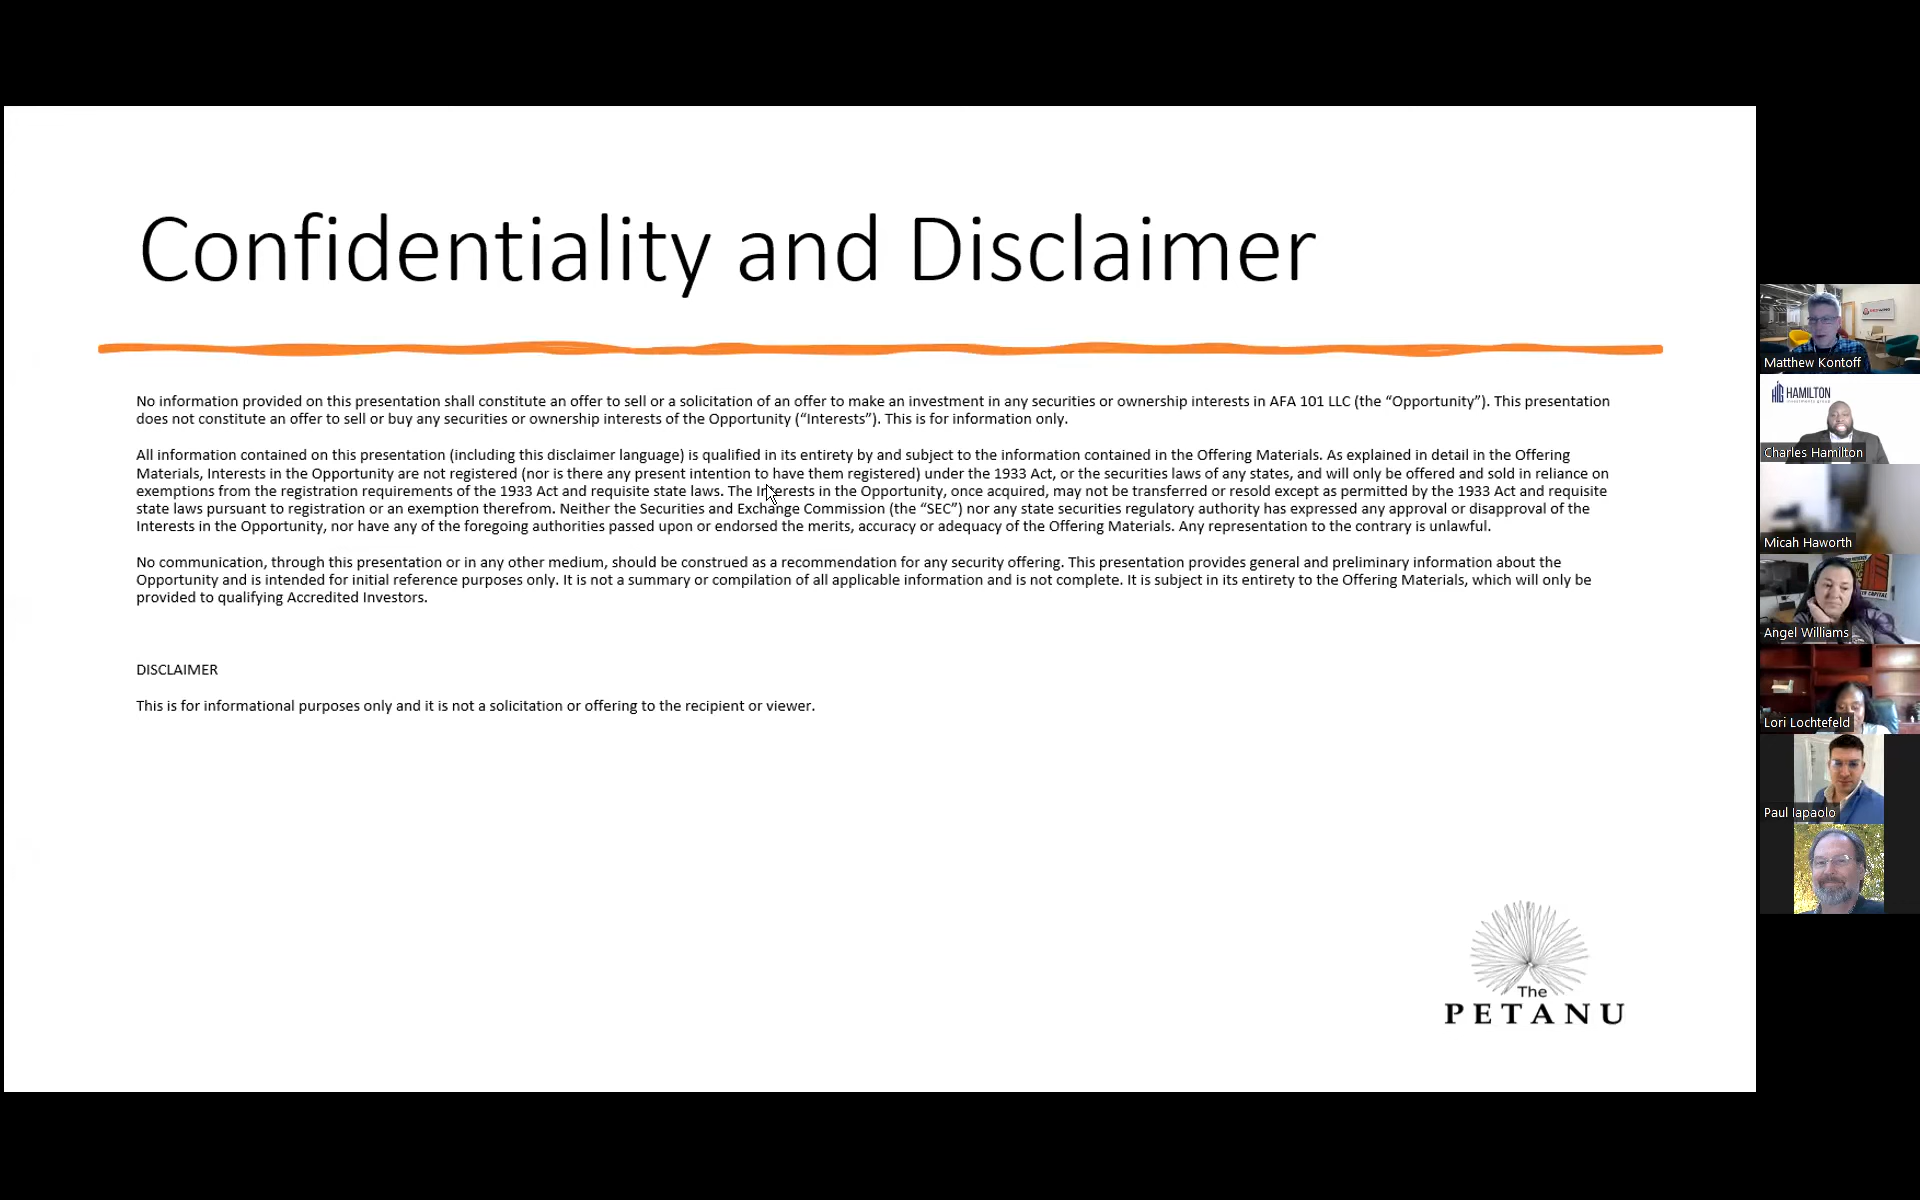 Confidentiality and Disclaimer
No information provided on this presentation shall constitute an offer to sell or a solicitation of an offer to make an investment in any securities or ownership interests in AFA 101 LLC (the “Opportunity”). This presentation
does not constitute an offer to sell or buy any securities or ownership interests of the Opportunity (“Interests”). This is for information only.
All information contained on this presentation (including this disclaimer language) is qualified in its entirety by and subject to the information contained in the Offering Materials. As explained in detail in the Offering
Materials, Interests in the Opportunity are not registered (nor is there any present intention to have them registered) under the 1933 Act, or the securities laws of any states, and will only be offered and sold in reliance on
exemptions from the registration requirements of the 1933 Act and requisite state laws. The Interests in the Opportunity, once acquired, may not be transferred or resold except as permitted by the 1933 Act and requisite
state laws pursuant to registration or an exemption therefrom. Neither the Securities and Exchange Commission (the “SEC”) nor any state securities regulatory authority has expressed any approval or disapproval of the
Interests in the Opportunity, nor have any of the foregoing authorities passed upon or endorsed the merits, accuracy or adequacy of the Offering Materials. Any representation to the contrary is unlawful.
No communication, through this presentation or in any other medium, should be construed as a recommendation for any security offering. This presentation provides general and preliminary information about the
Opportunity and is intended for initial reference purposes only. It is not a summary or compilation of all applicable information and is not complete. It is subject in its entirety to the Offering Materials, which will only be
provided to qualifying Accredited Investors.
DISCLAIMER
This is for informational purposes only and it is not a solicitation or offering to the recipient or viewer.
The
PETANU
Matthew Kontoff
HAMILTON
Charles Hamilton
Micah Haworth
Angel Williams
Lori Lochtefeld
Paul Iapaolo